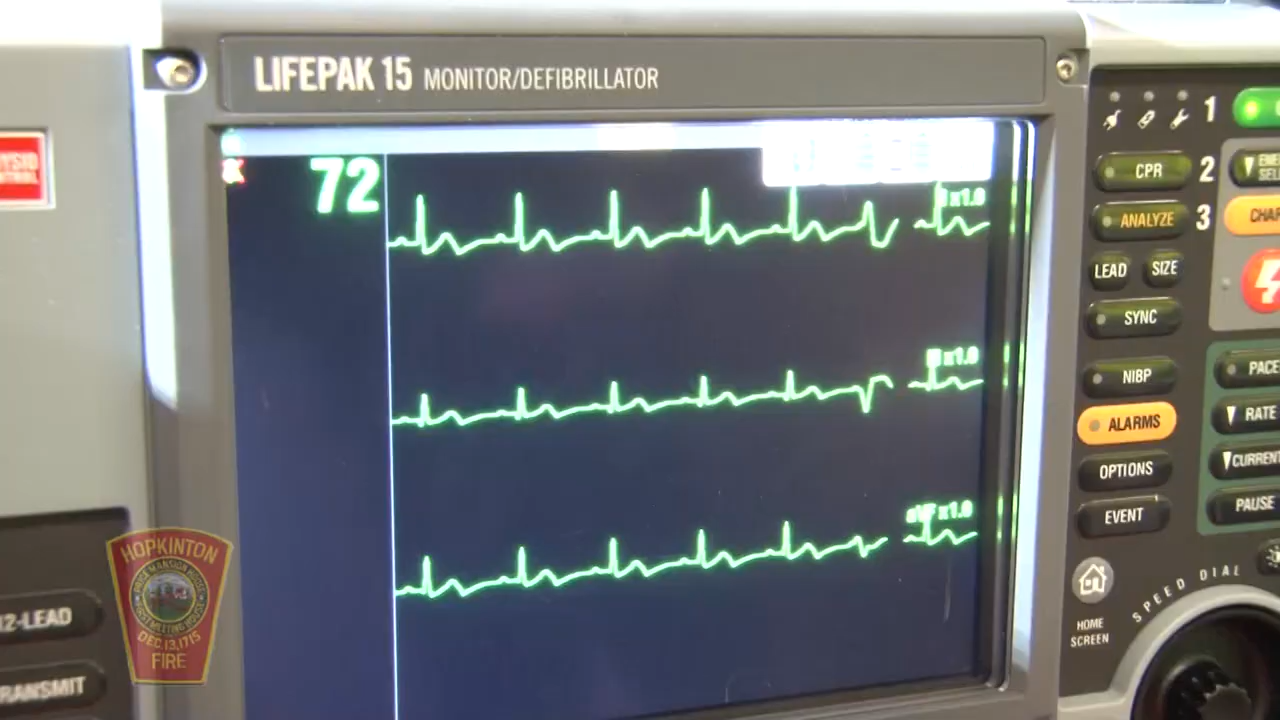 LIFEPAK 15 MONITOR/DEFIBRILLATOR
72
x1.0
x1.0
aVF x1.0
1
CPR
2
ANALYZE
3
LEAD
SIZE
SYNC
NIBP
ALARMS
OPTIONS
EVENT
PACE
RATE
CURRENT
PAUSE
HOME
SCREEN
SPEED DIAL
12-LEAD
HOPKINTON
DEC.13,1715
FIRE